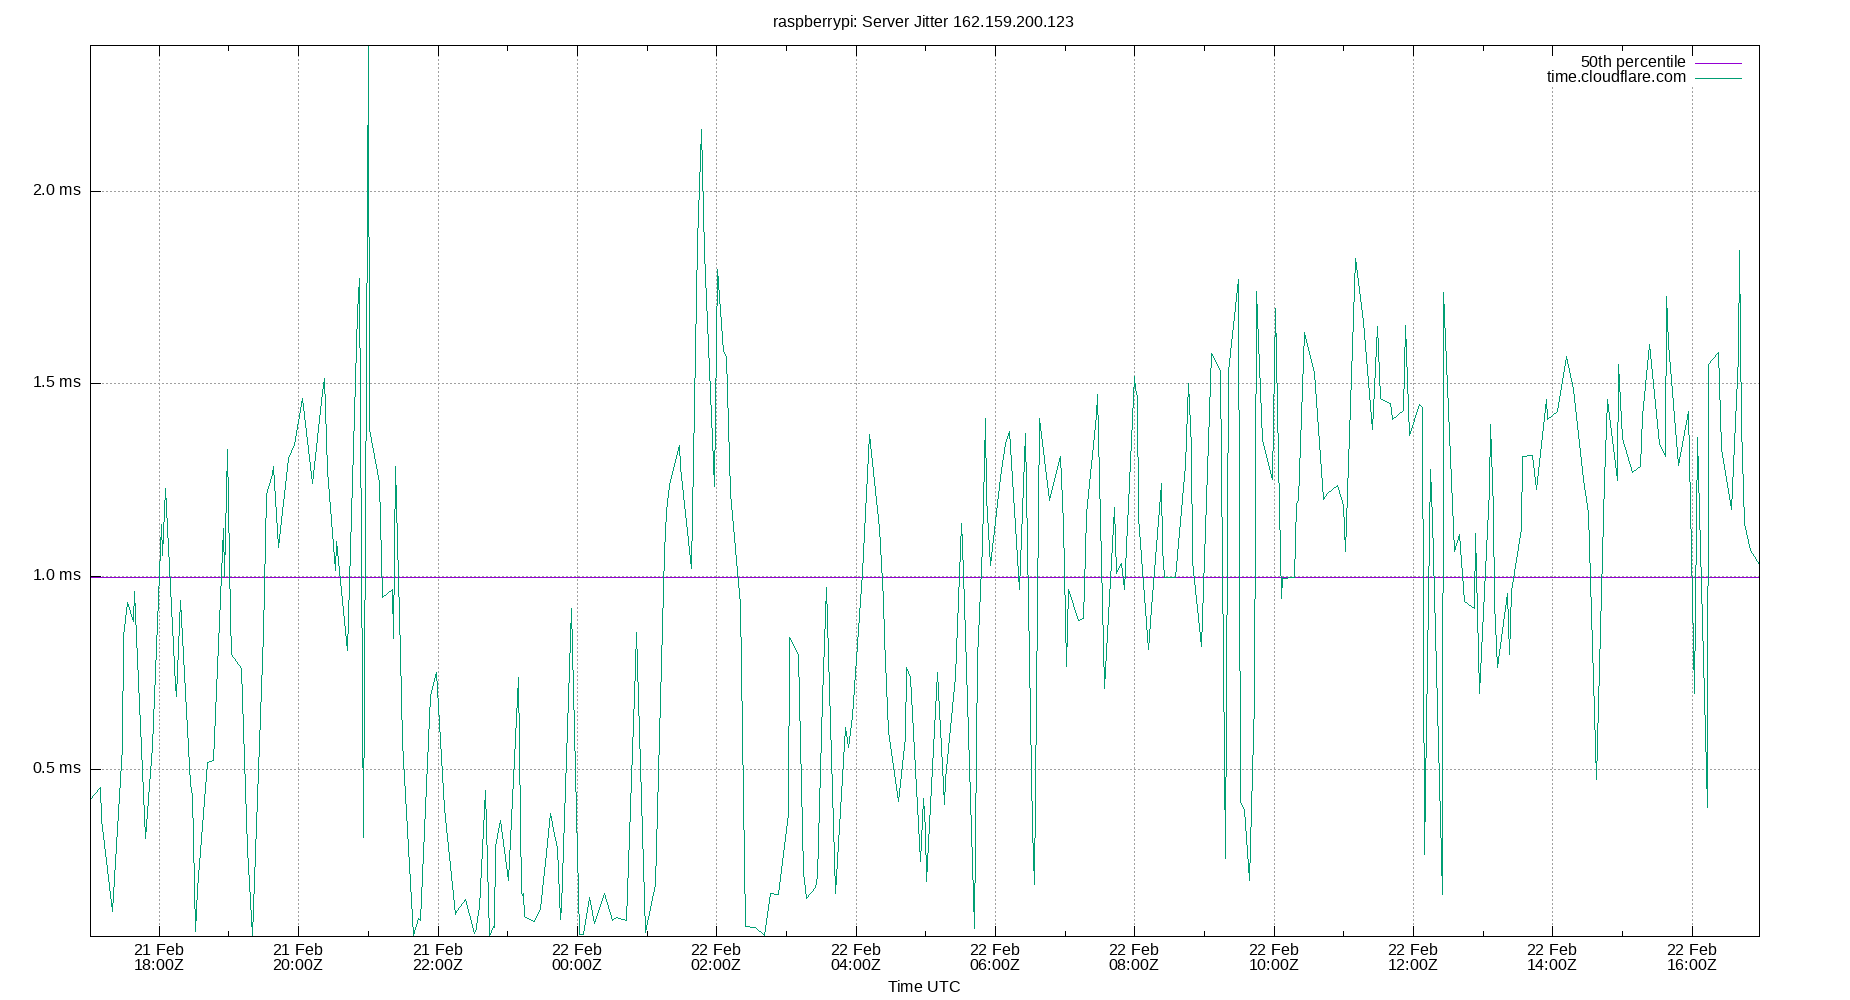 raspberrypi: Server Jitter 162.159.200.123
50th percentile
time.cloudflare.com
2.0 ms
1.5 ms
1.0 ms
0.5 ms
21 Feb 21 Feb 21 Feb 22 Feb 22 Feb 22 Feb 22 Feb 22 Feb 22 Feb 22 Feb 22 Feb 22 Feb
18:00Z 20:00Z 22:00Z 00:00Z 02:00Z 04:00Z 06:00Z 08:00Z 10:00Z 12:00Z 14:00Z 16:00Z
Time UTC